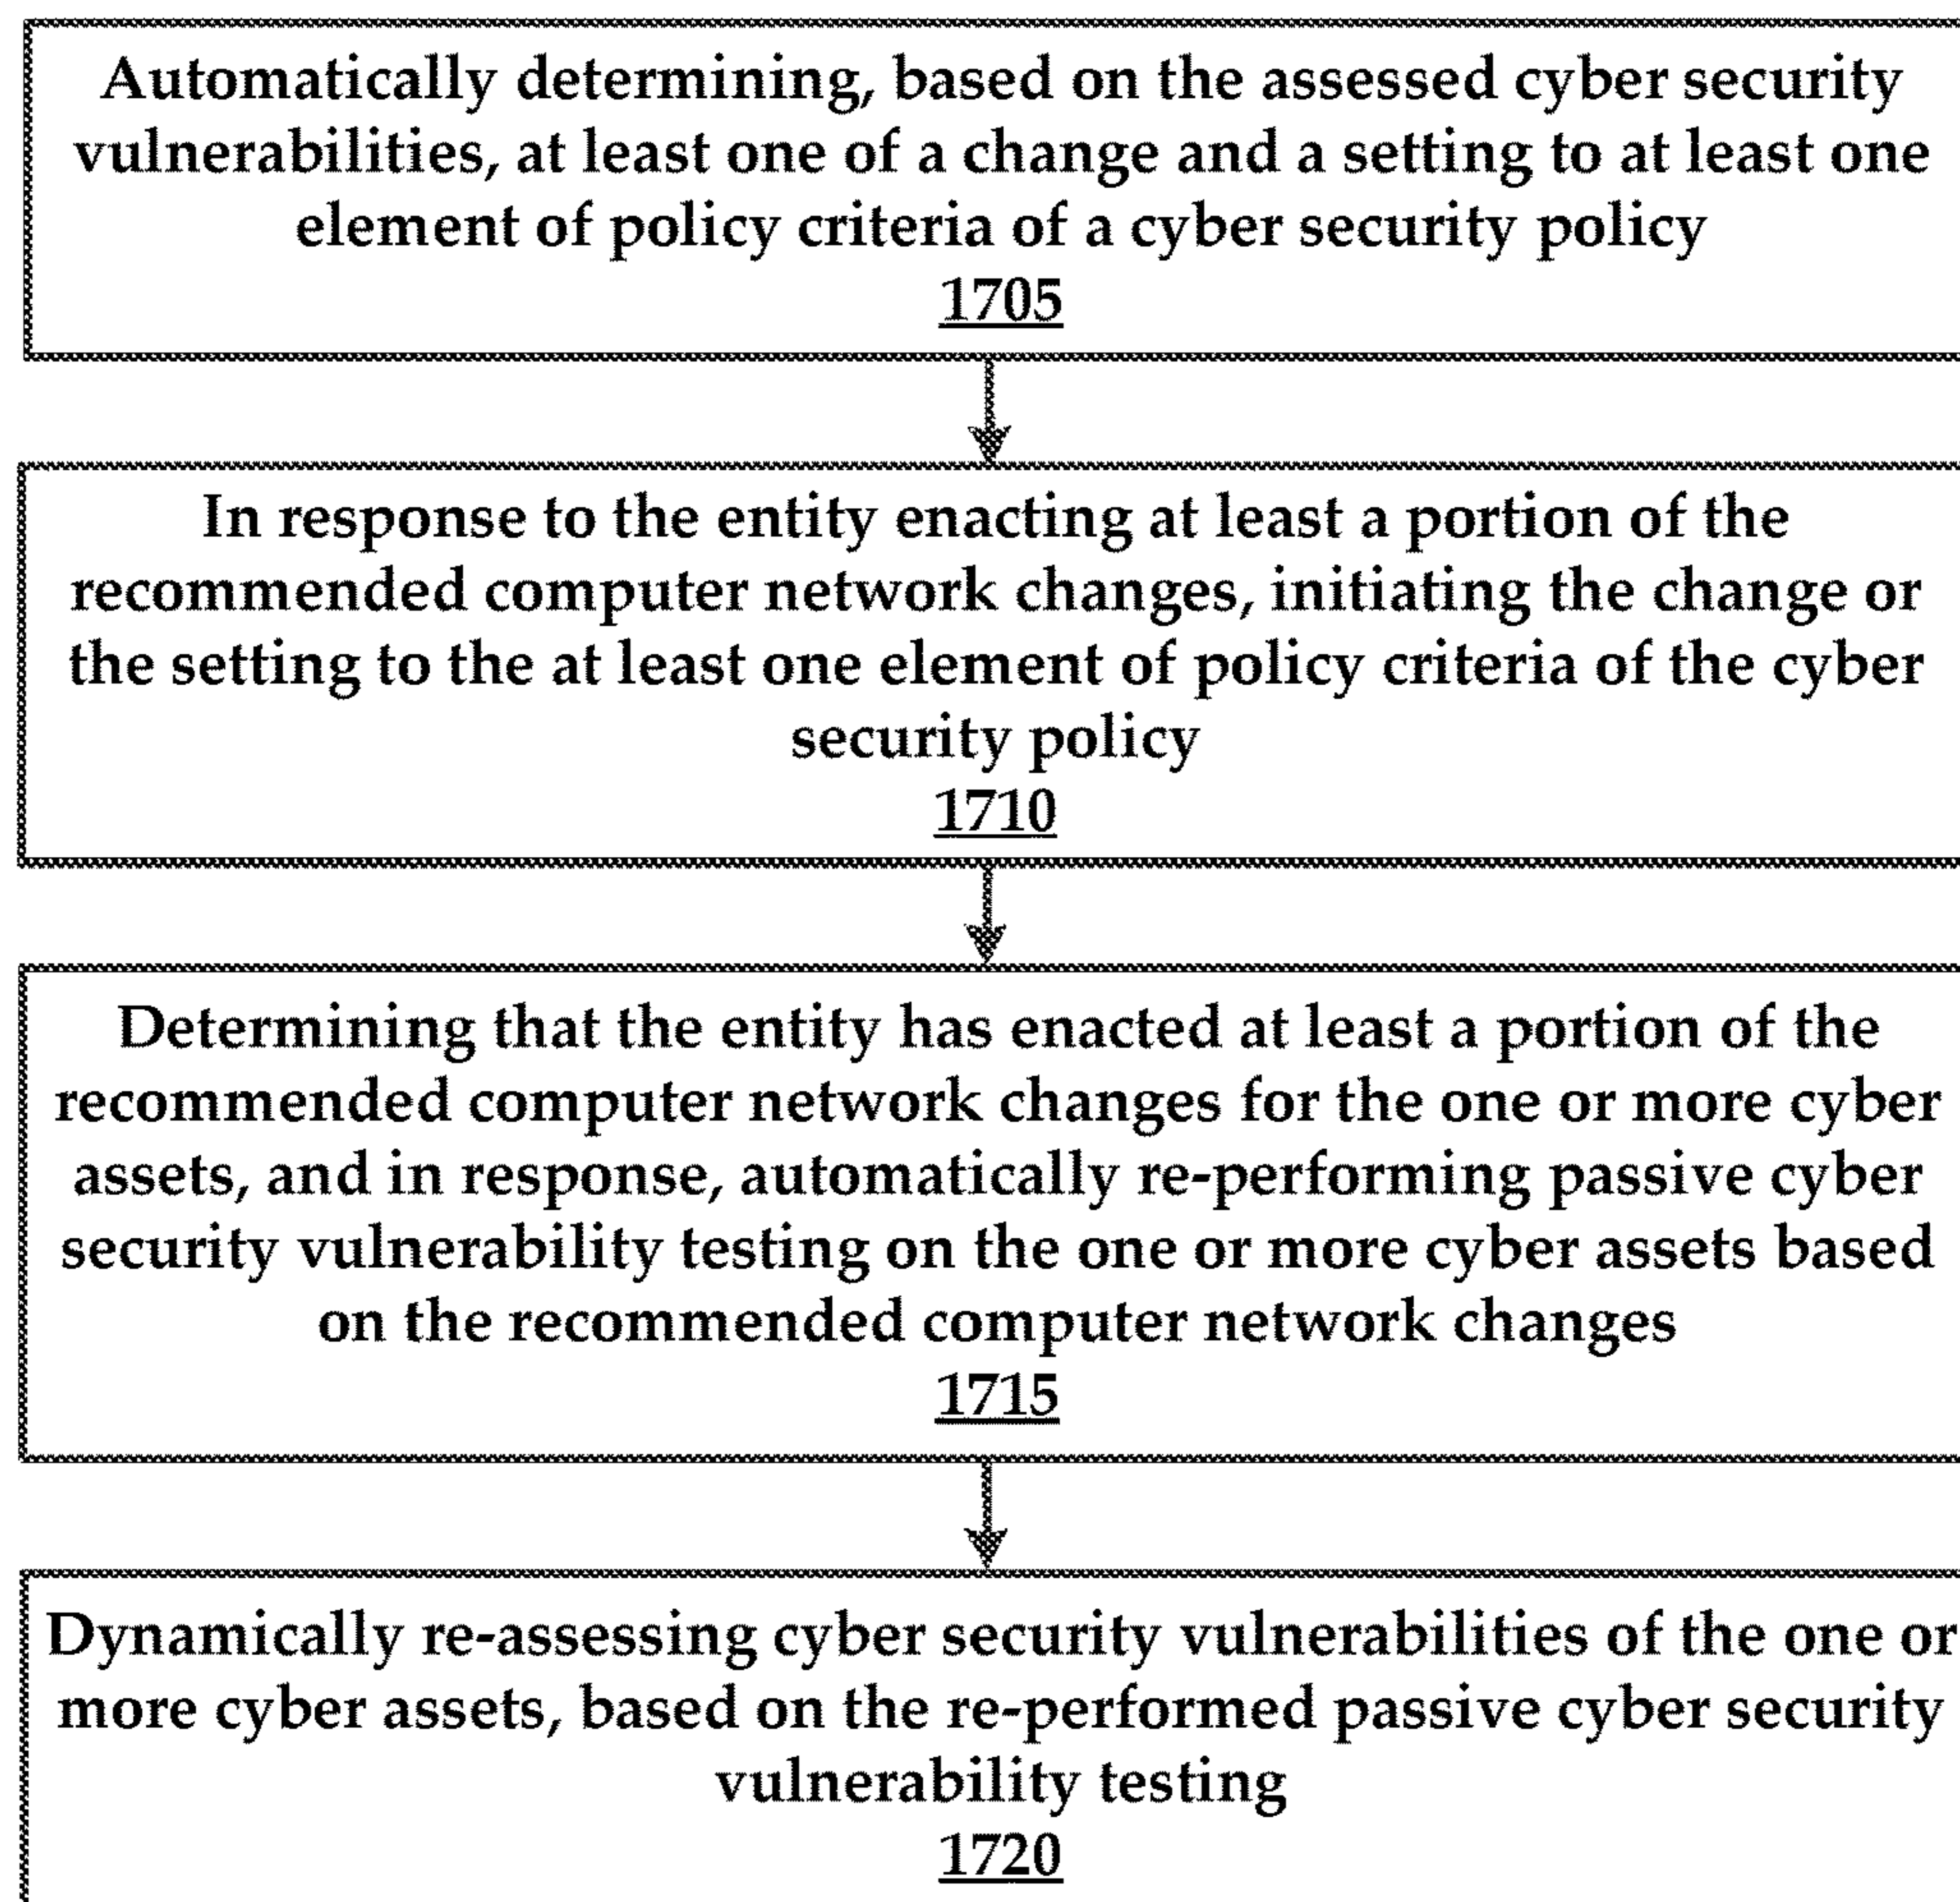 Automatically determining, based on the assessed cyber security
vulnerabilities, at least one of a change and a setting to at least one
element of policy criteria of a cyber security policy
1705
In response to the entity enacting at least a portion of the
recommended computer network changes, initiating the change or
the setting to the at least one element of policy criteria of the cyber
security policy
1710
Determining that the entity has enacted at least a portion of the
recommended computer network changes for the one or more cyber
assets, and in response, automatically re-performing passive cyber
security vulnerability testing on the one or more cyber assets based
on the recommended computer network changes
1715
Dynamically re-assessing cyber security vulnerabilities of the one or
more cyber assets, based on the re-performed passive cyber security
vulnerability testing
1720